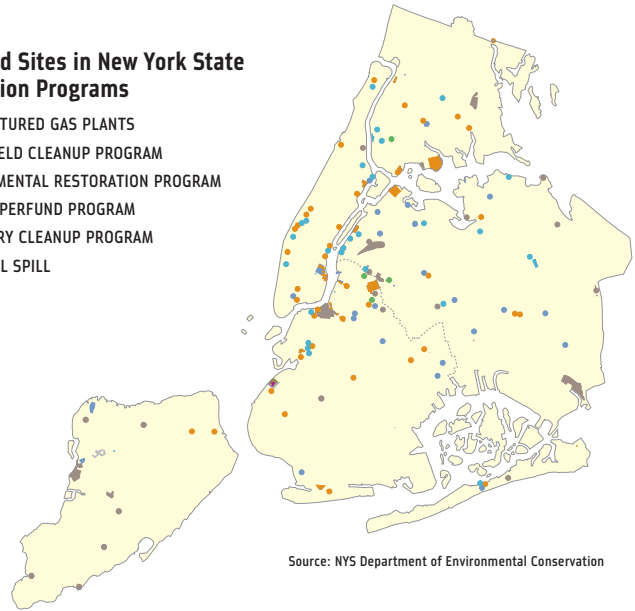 d Sites in New York State
ion Programs
TURED GAS PLANTS
ELD CLEANUP PROGRAM
MENTAL RESTORATION PROGRAM
PERFUND PROGRAM
RY CLEANUP PROGRAM
L SPILL
Source: NYS Department of Environmental Conservation